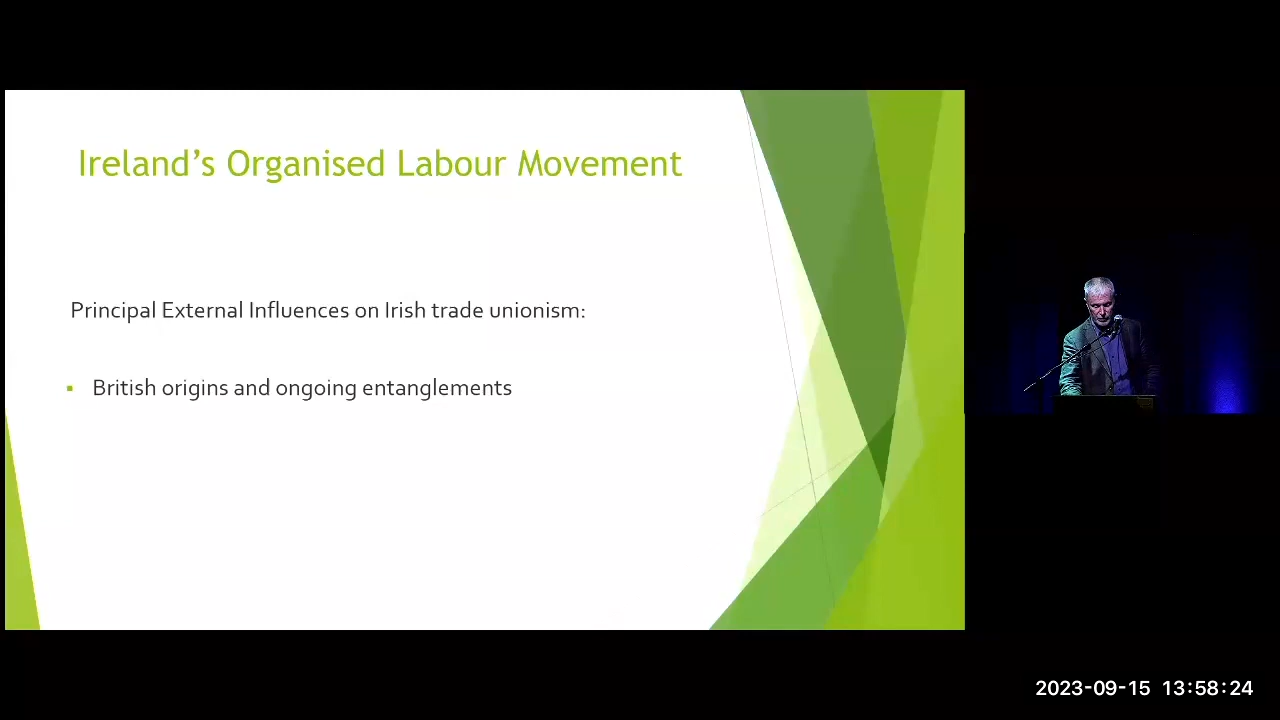 Ireland’s Organised Labour Movement
Principal External Influences on Irish trade unionism:
▪ British origins and ongoing entanglements
2023-09-15 13:58:24